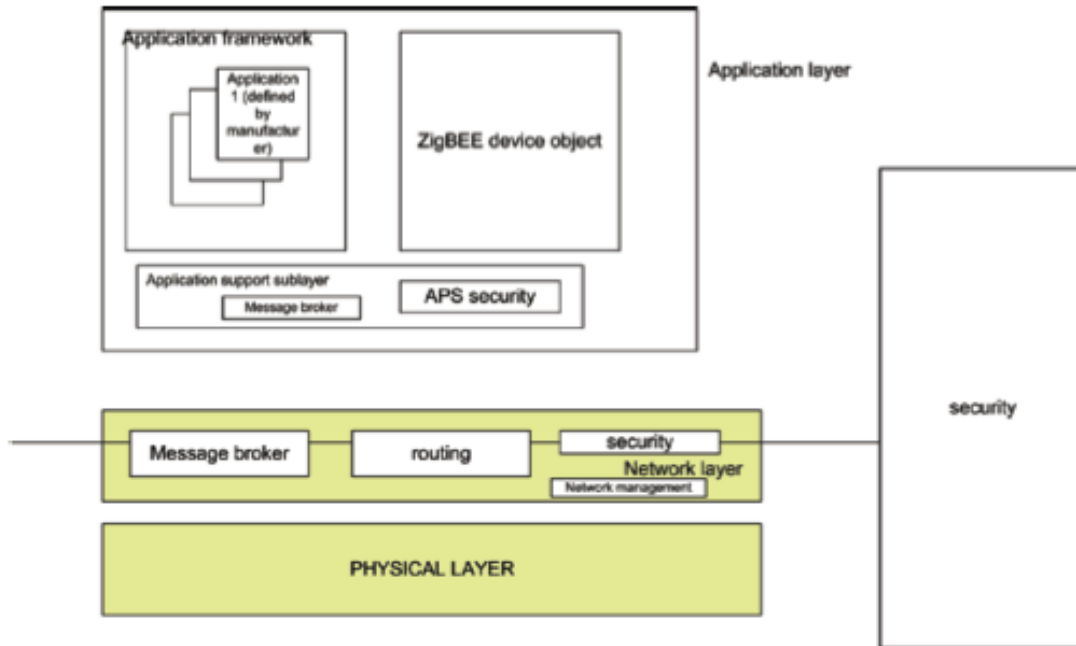 Application framework
Application
1 (defined
by
manufactur
er)
ZigBEE device object
Application layer
Application support sublayer
Message broker
APS security
security
Message broker
routing
security
Network layer
Network management
PHYSICAL LAYER